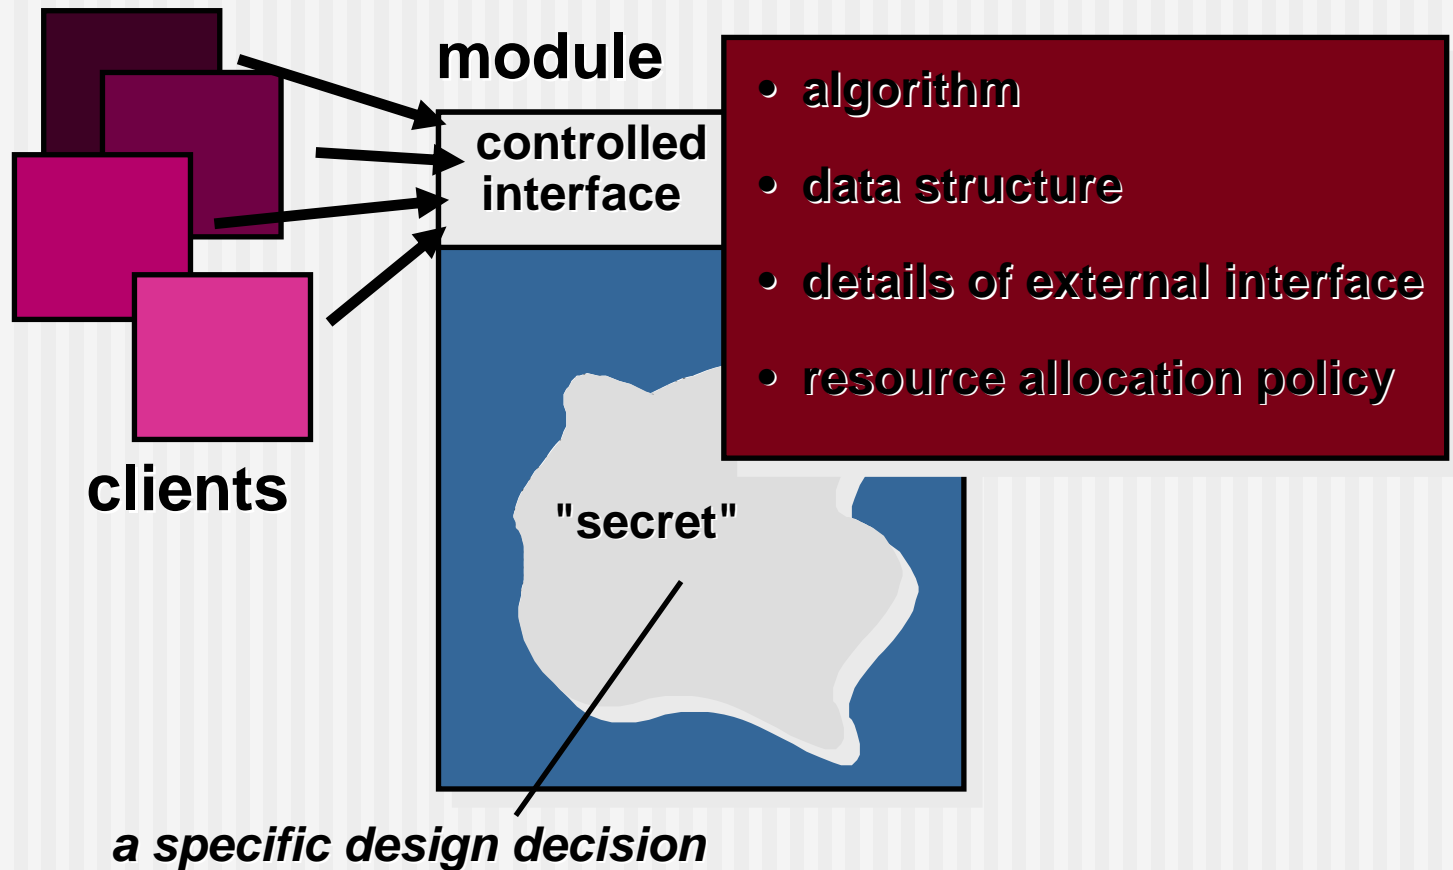 module
controlled
interface
• algorithm
• data structure
• details of external interface
• resource allocation policy
clients
"secret"
a specific design decision